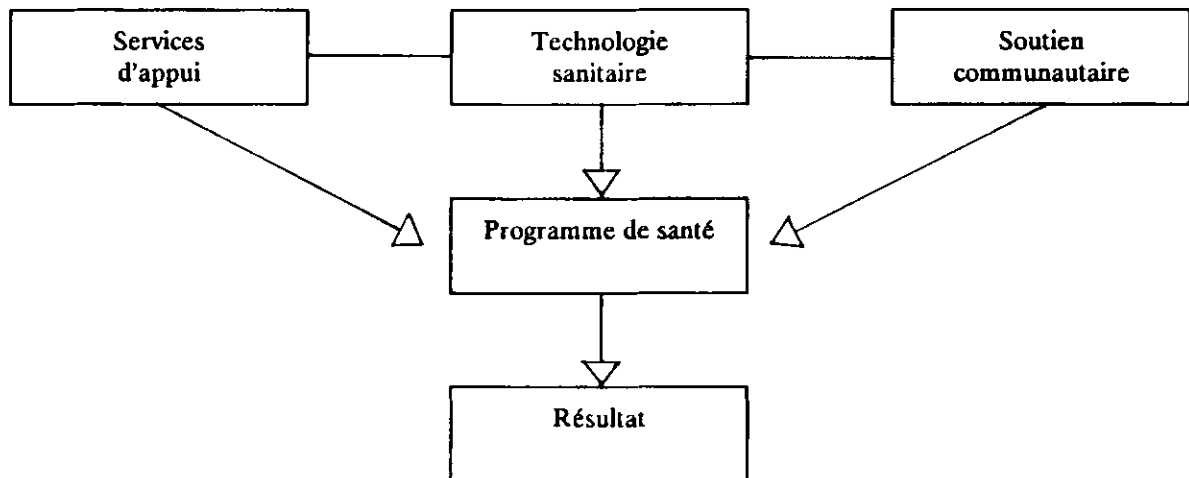 Services
d'appui
Technologie
sanitaire
Soutien
communautaire
Programme de santé
Résultat